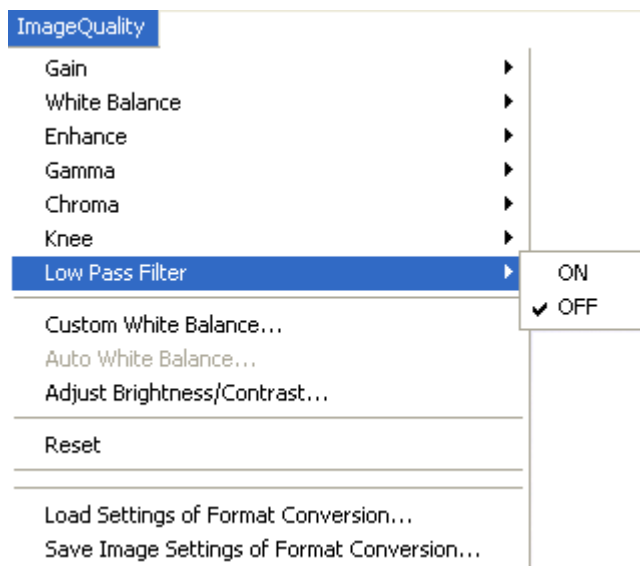 ImageQuality
Gain
White Balance
Enhance
Gamma
Chroma
Knee
Low Pass Filter
ON
OFF
Custom White Balance...
Auto White Balance...
Adjust Brightness/Contrast...
Reset
Load Settings of Format Conversion...
Save Image Settings of Format Conversion...